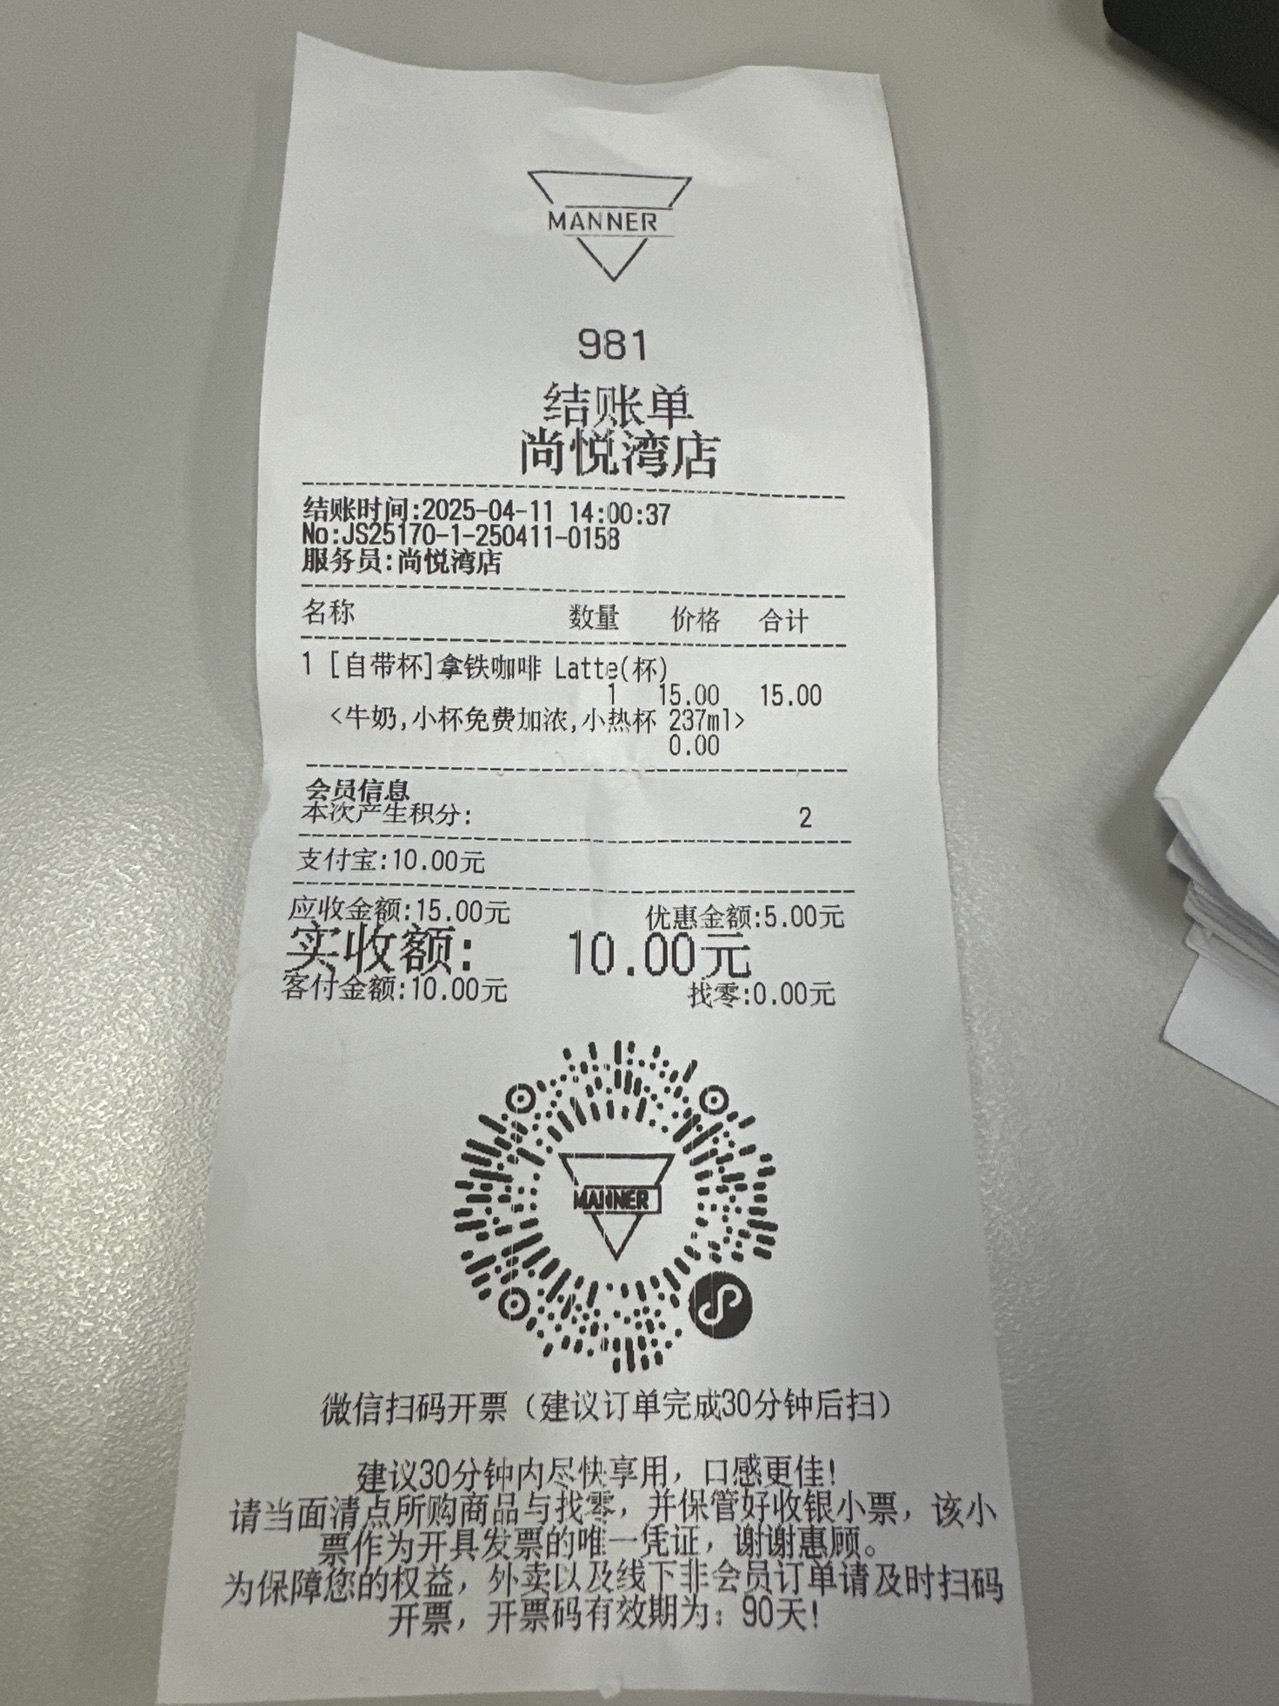 MANNER
981
结账单
尚悦湾店
结账时间:2025-04-11 14:00:37
No:JS25170-1-250411-0158
服务员:尚悦湾店
名称 数量 价格 合计
1 [自带杯]拿铁咖啡 Latte(杯)
1 15.00 15.00
<牛奶,小杯免费加浓,小热杯 237ml>
0.00
会员信息
本次产生积分: 2
支付宝:10.00元
应收金额:15.00元 优惠金额:5.00元
实收额: 10.00元
客付金额:10.00元 找零:0.00元
MANNER
微信扫码开票（建议订单完成30分钟后扫）
建议30分钟内尽快享用，口感更佳!
请当面清点所购商品与找零，并保管好收银小票，该小
票作为开具发票的唯一凭证，谢谢惠顾。
为保障您的权益，外卖以及线下非会员订单请及时扫码
开票，开票码有效期为：90天!